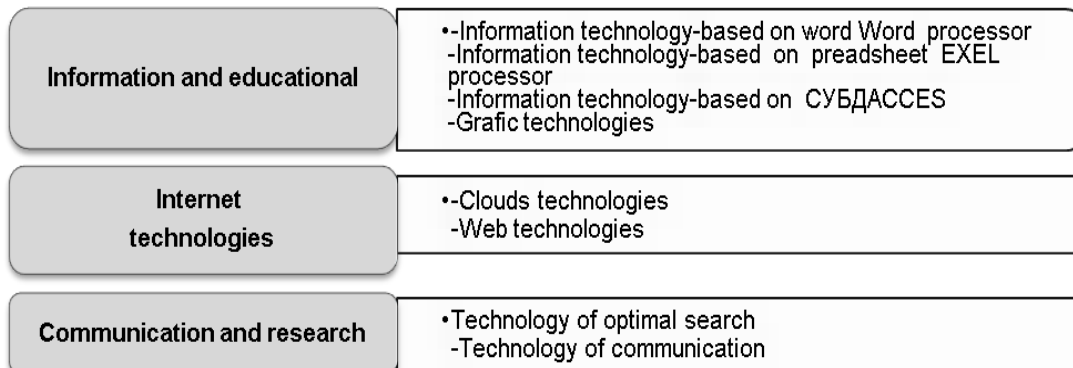 Information and educational
•-Information technology-based on word Word processor
-Information technology-based on preadsheet EXEL
processor
-Information technology-based on СУБДACCES
-Grafic technologies
Internet
technologies
•-Clouds technologies
-Web technologies
Communication and research
•Technology of optimal search
-Technology of communication